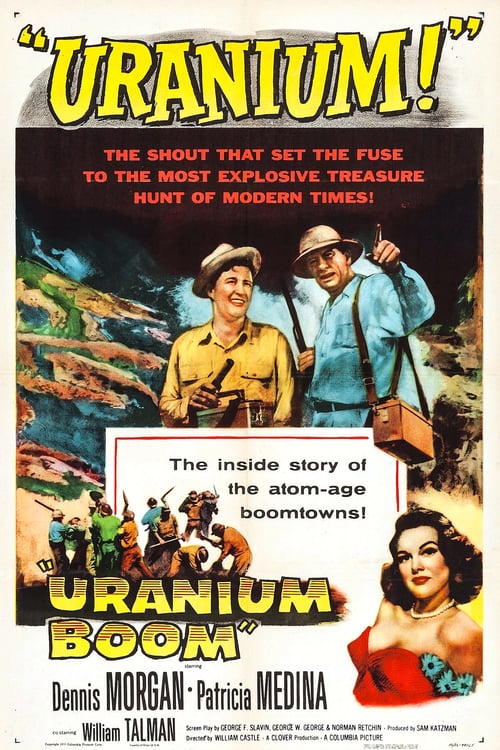 "URANIUM!"
THE SHOUT THAT SET THE FUSE
TO THE MOST EXPLOSIVE TREASURE
HUNT OF MODERN TIMES!
The inside story of
the atom-age
boomtowns!
"URANIUM
BOOM"
starring
Dennis MORGAN · Patricia MEDINA
co-starring William TALMAN
Screen Play by GEORGE F. SLAVIN, GEORGE W. GEORGE & NORMAN RETCHIN · Produced by SAM KATZMAN
Directed by WILLIAM CASTLE · A CLOVER Production · A COLUMBIA PICTURE